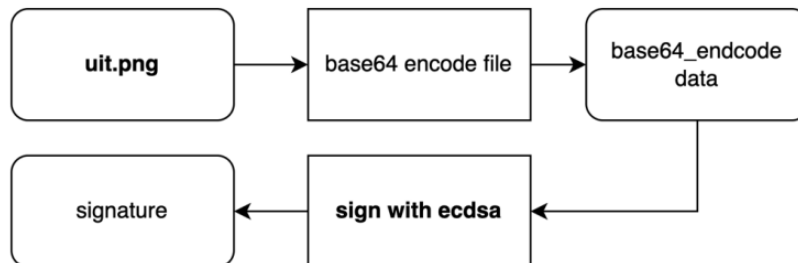 uit.png
base64 encode file
base64_endcode
data
sign with ecdsa
signature